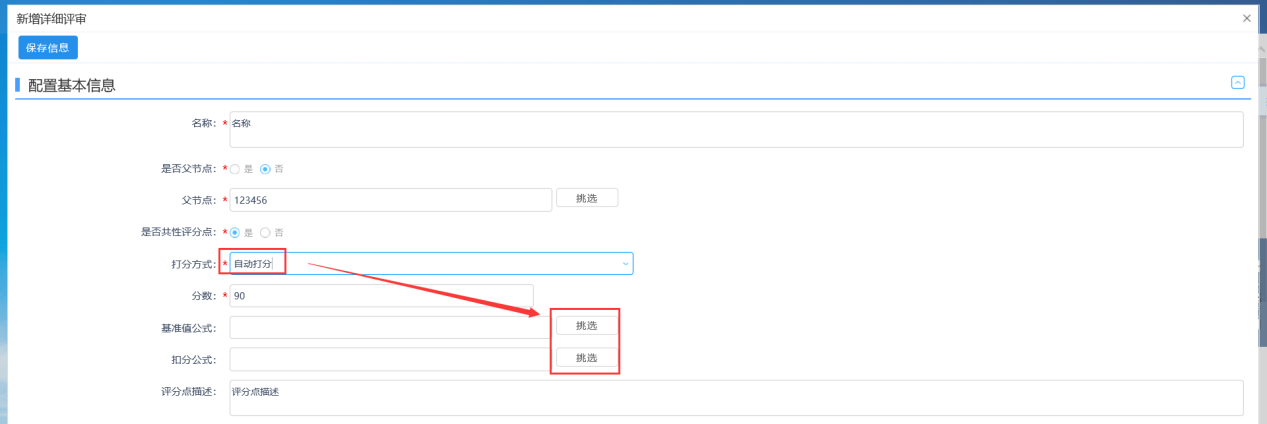 新增详细评审
保存信息
配置基本信息
名称： * 名称
是否父节点： * 是 否
父节点： * 123456 挑选
是否共性评分点： * 是 否
打分方式： * 自动打分
分数： * 90
基准值公式： 挑选
扣分公式： 挑选
评分点描述： 评分点描述